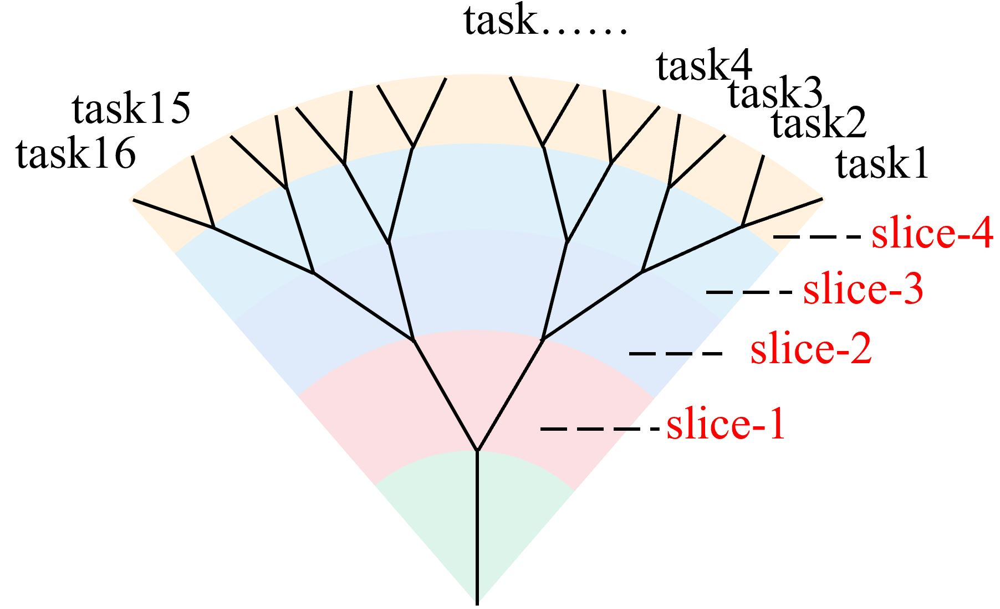 task……
task4
task3
task15
task2
task16
task1
slice-4
slice-3
slice-2
slice-1